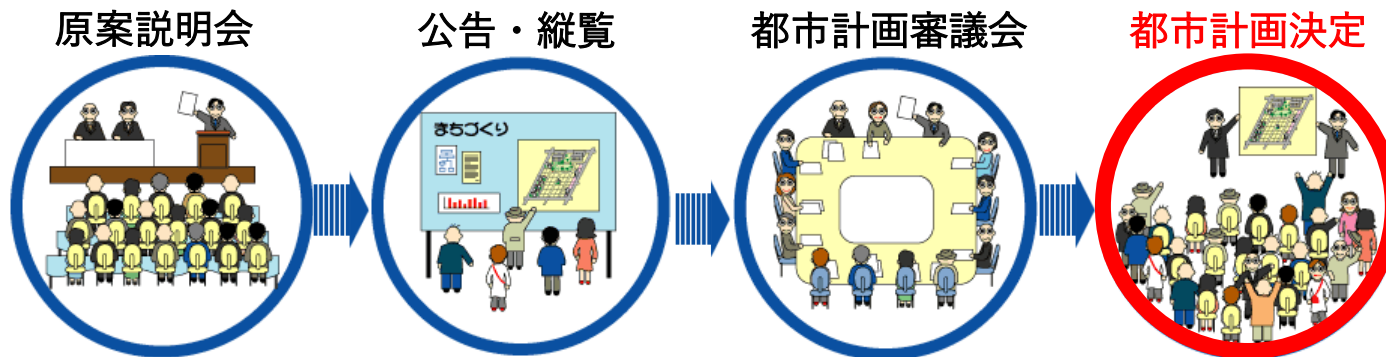 原案説明会
公告・縦覧
都市計画審議会
都市計画決定
まちづくり